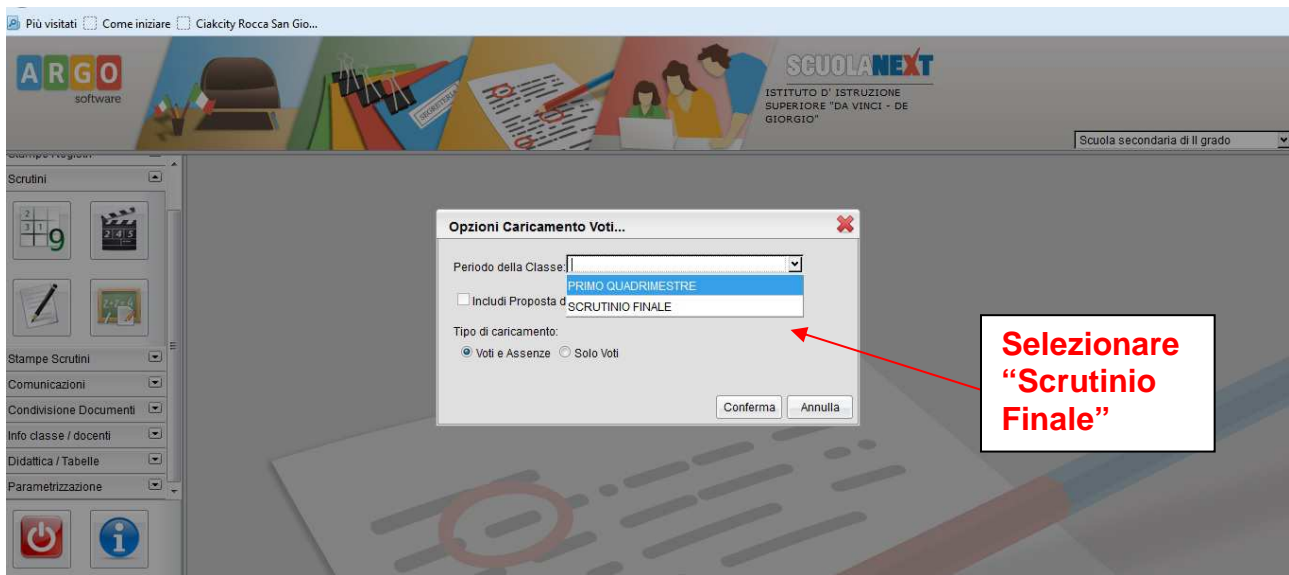 Più visitati Come iniziare Ciakcity Rocca San Gio...
ARGO
software
SEGRETERIA
SCUOLANEXT
ISTITUTO D' ISTRUZIONE
SUPERIORE "DA VINCI - DE
GIORGIO"
Scuola secondaria di II grado
Stampe Registri
Scrutini
Opzioni Caricamento Voti...
Periodo della Classe:
PRIMO QUADRIMESTRE
SCRUTINIO FINALE
Includi Proposta d
Tipo di caricamento:
Voti e Assenze Solo Voti
Conferma Annulla
Selezionare
“Scrutinio
Finale”
Stampe Scrutini
Comunicazioni
Condivisione Documenti
Info classe / docenti
Didattica / Tabelle
Parametrizzazione